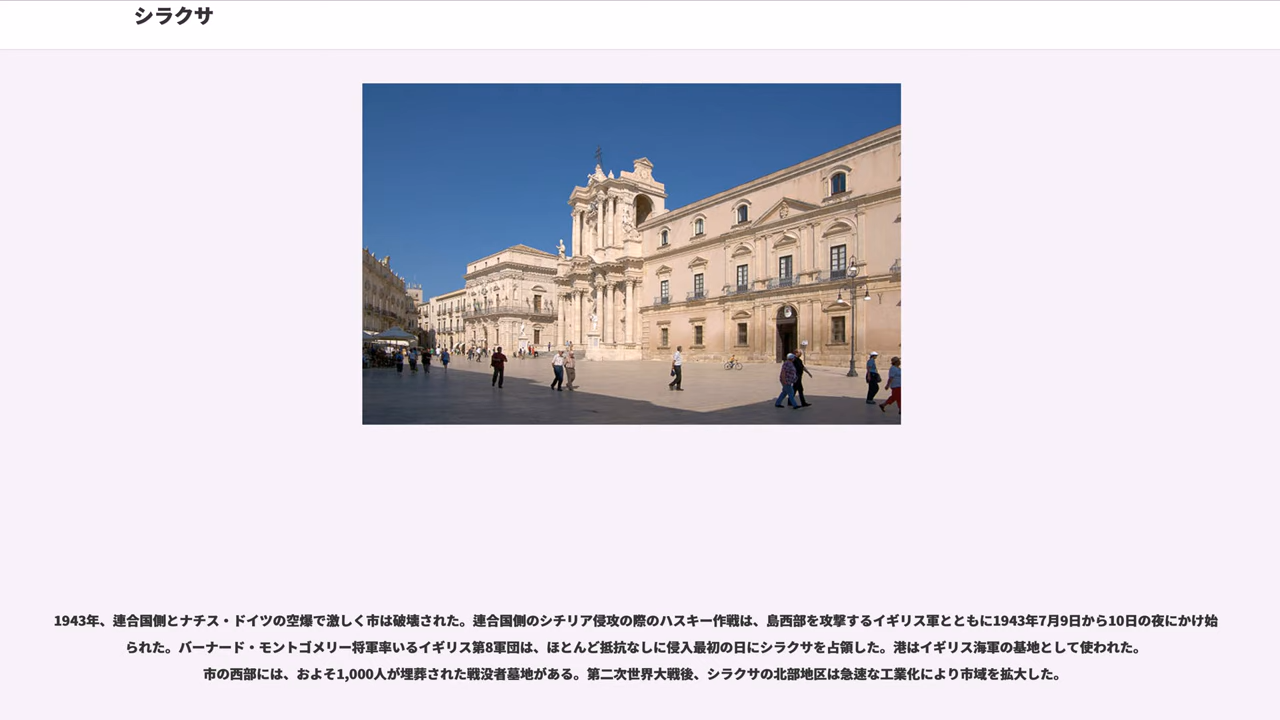 シラクサ
1943年、連合国側とナチス・ドイツの空爆で激しく市は破壊された。連合国側のシチリア侵攻の際のハスキー作戦は、島西部を攻撃するイギリス軍とともに1943年7月9日から10日の夜にかけ始
られた。バーナード・モントゴメリー将軍率いるイギリス第8軍団は、ほとんど抵抗なしに侵入最初の日にシラクサを占領した。港はイギリス海軍の基地として使われた。
市の西部には、およそ1,000人が埋葬された戦没者墓地がある。第二次世界大戦後、シラクサの北部地区は急速な工業化により市域を拡大した。